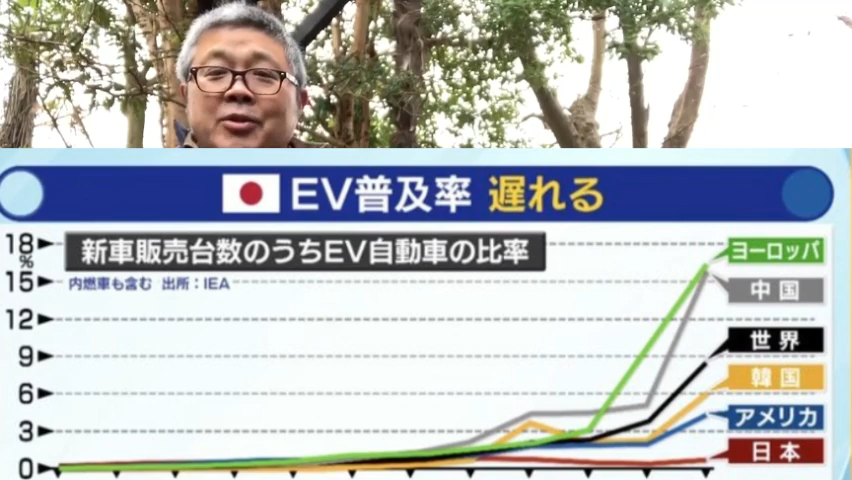 EV普及率 遅れる
新車販売台数のうちEV自動車の比率
内燃車も含む 出所：IEA
18
%
15
12
9
6
3
0
ヨーロッパ
中国
世界
韓国
アメリカ
日本